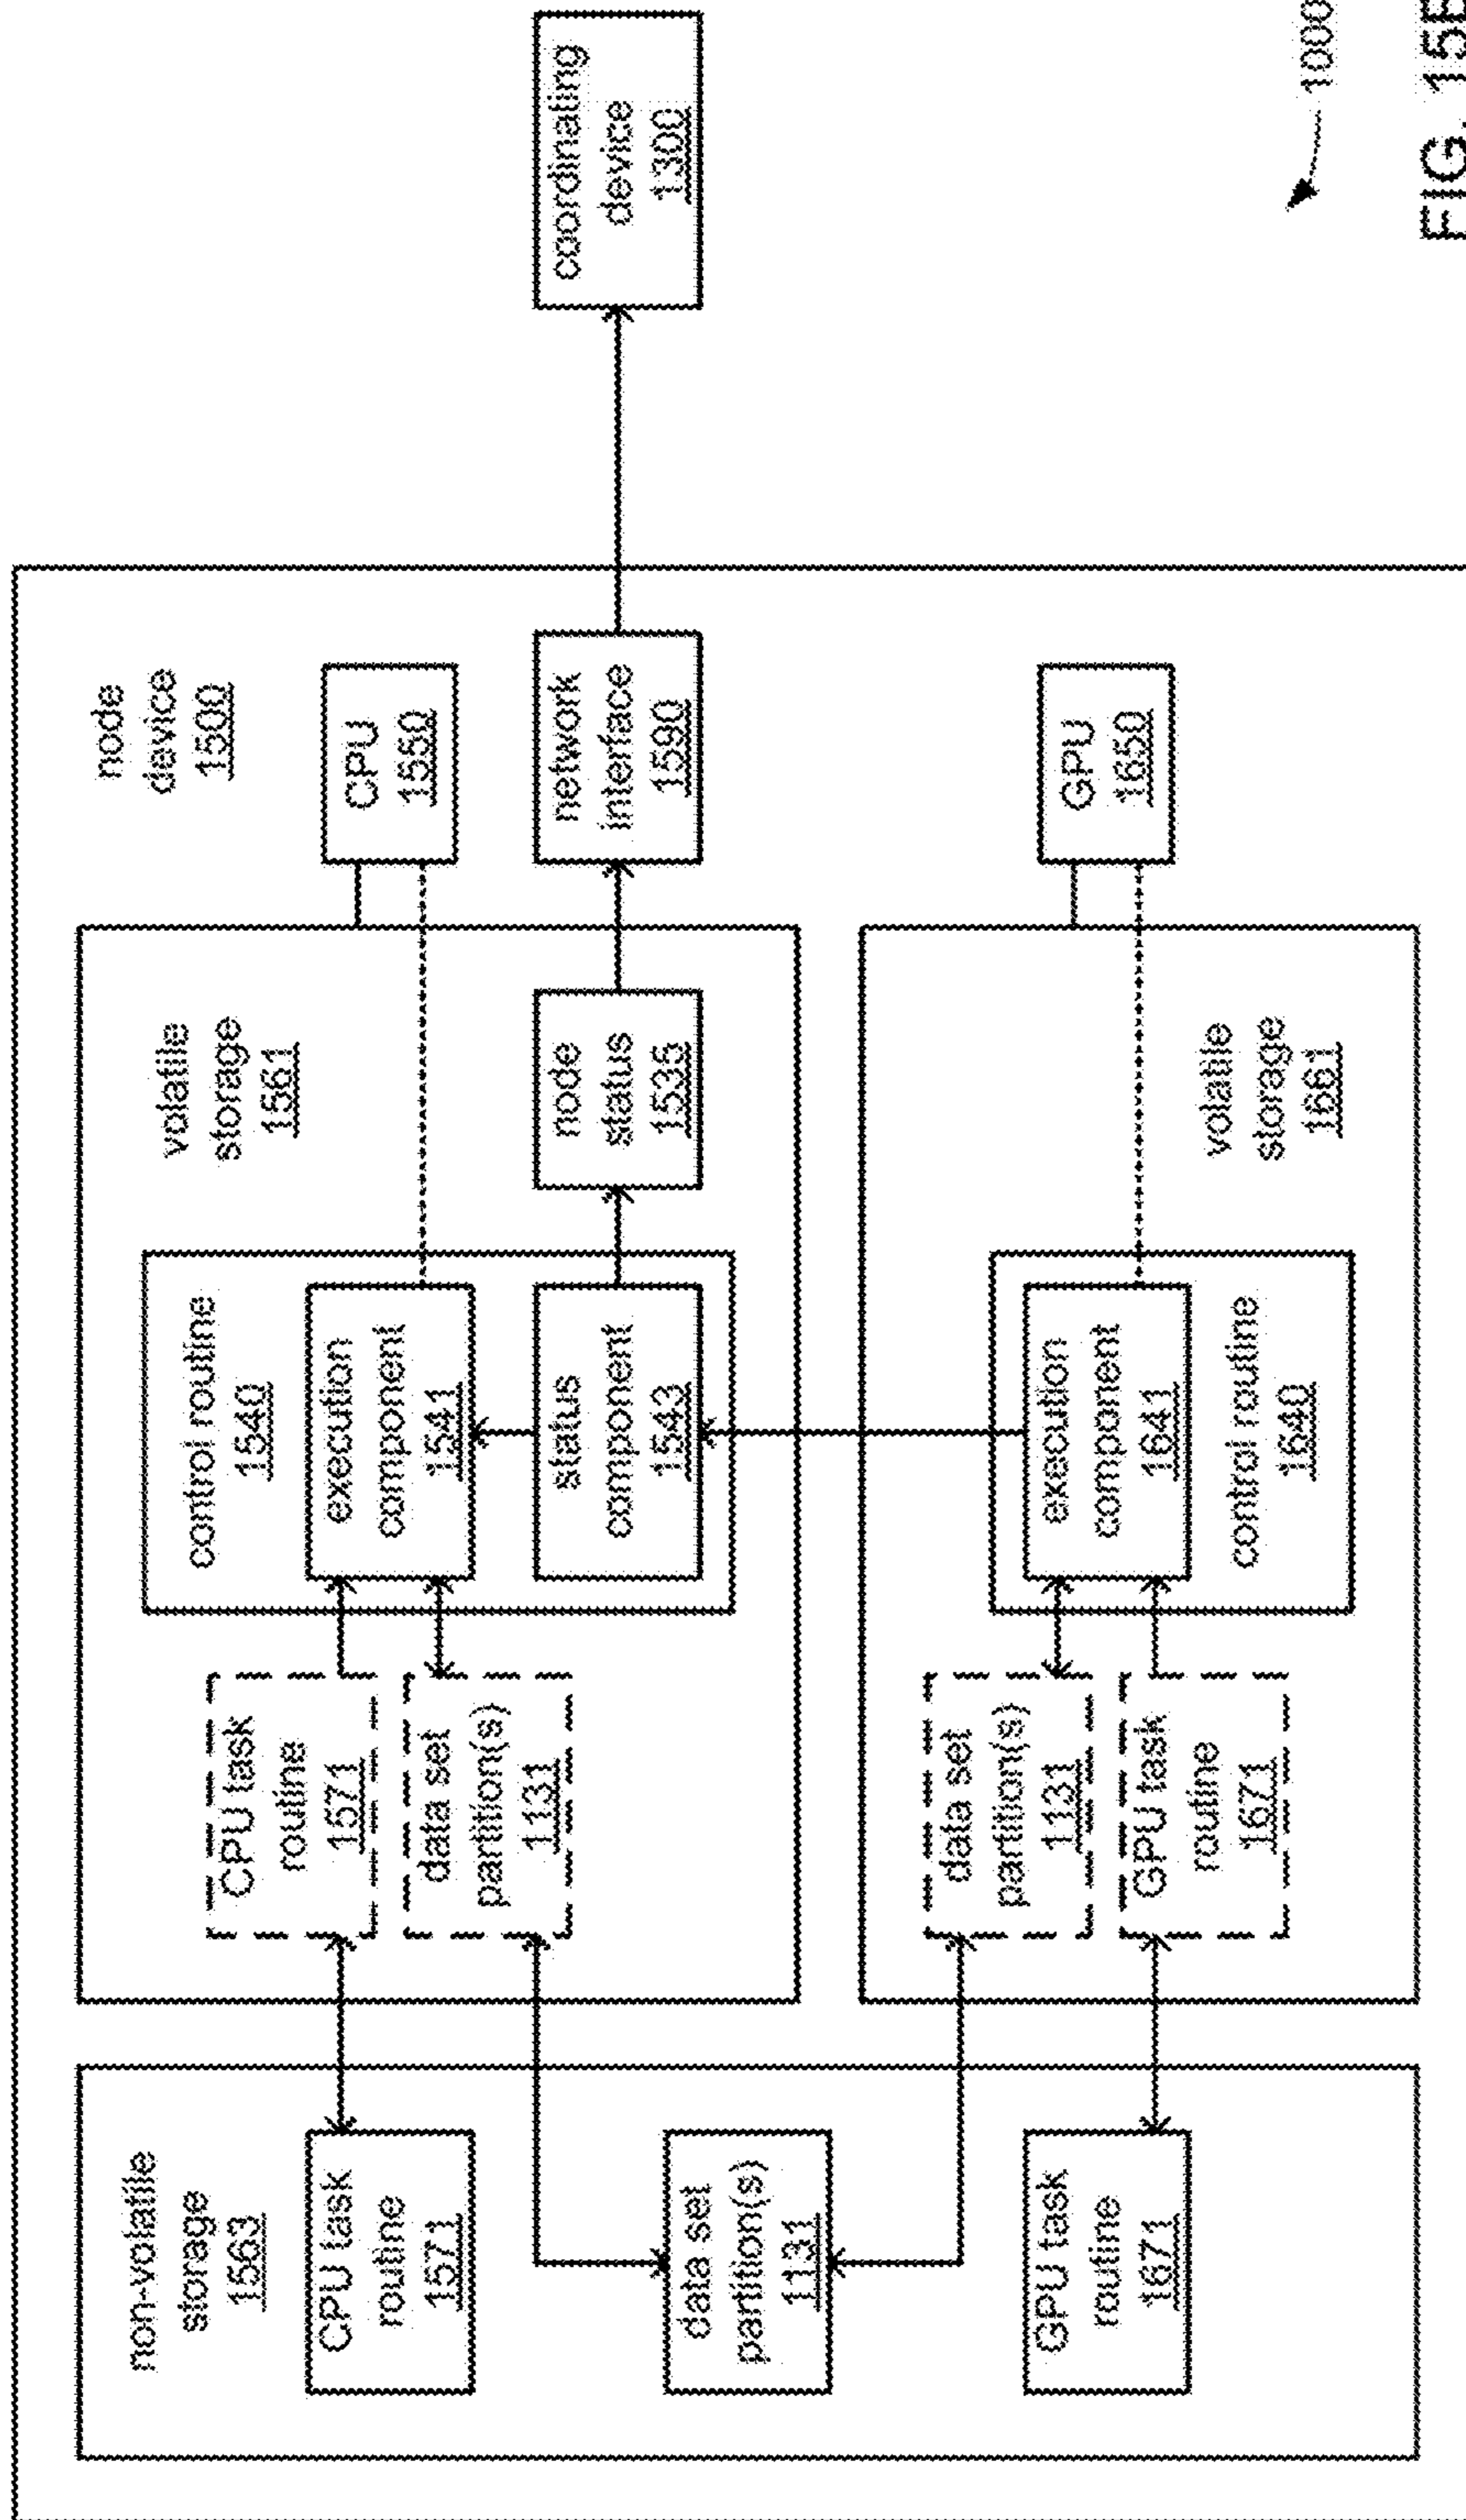 non-volatile
storage
1563
CPU task
routine
1571
data set
partition(s)
1131
GPU task
routine
1671
CPU task
routine
1571
data set
partition(s)
1131
control routine
1540
execution
component
1541
status
component
1543
volatile
storage
1561
node
status
1535
node
device
1500
CPU
1550
network
interface
1590
coordinating
device
1300
data set
partition(s)
1131
GPU task
routine
1671
execution
component
1641
control routine
1640
volatile
storage
1661
GPU
1650
1000
FIG. 15B